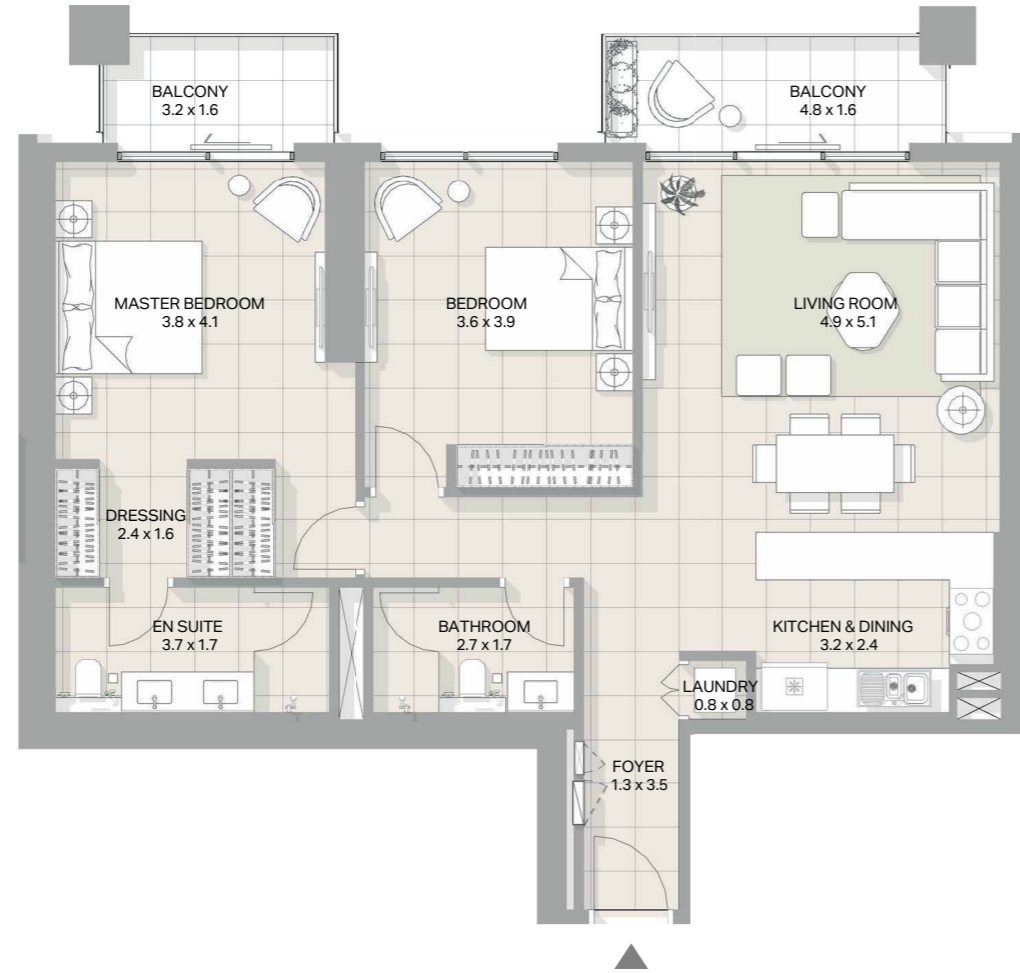 BALCONY
3.2 x 1.6
BALCONY
4.8 x 1.6
MASTER BEDROOM
3.8 x 4.1
BEDROOM
3.6 x 3.9
LIVING ROOM
4.9 x 5.1
DRESSING
2.4 x 1.6
EN SUITE
3.7 x 1.7
BATHROOM
2.7 x 1.7
KITCHEN & DINING
3.2 x 2.4
LAUNDRY
0.8 x 0.8
FOYER
1.3 x 3.5